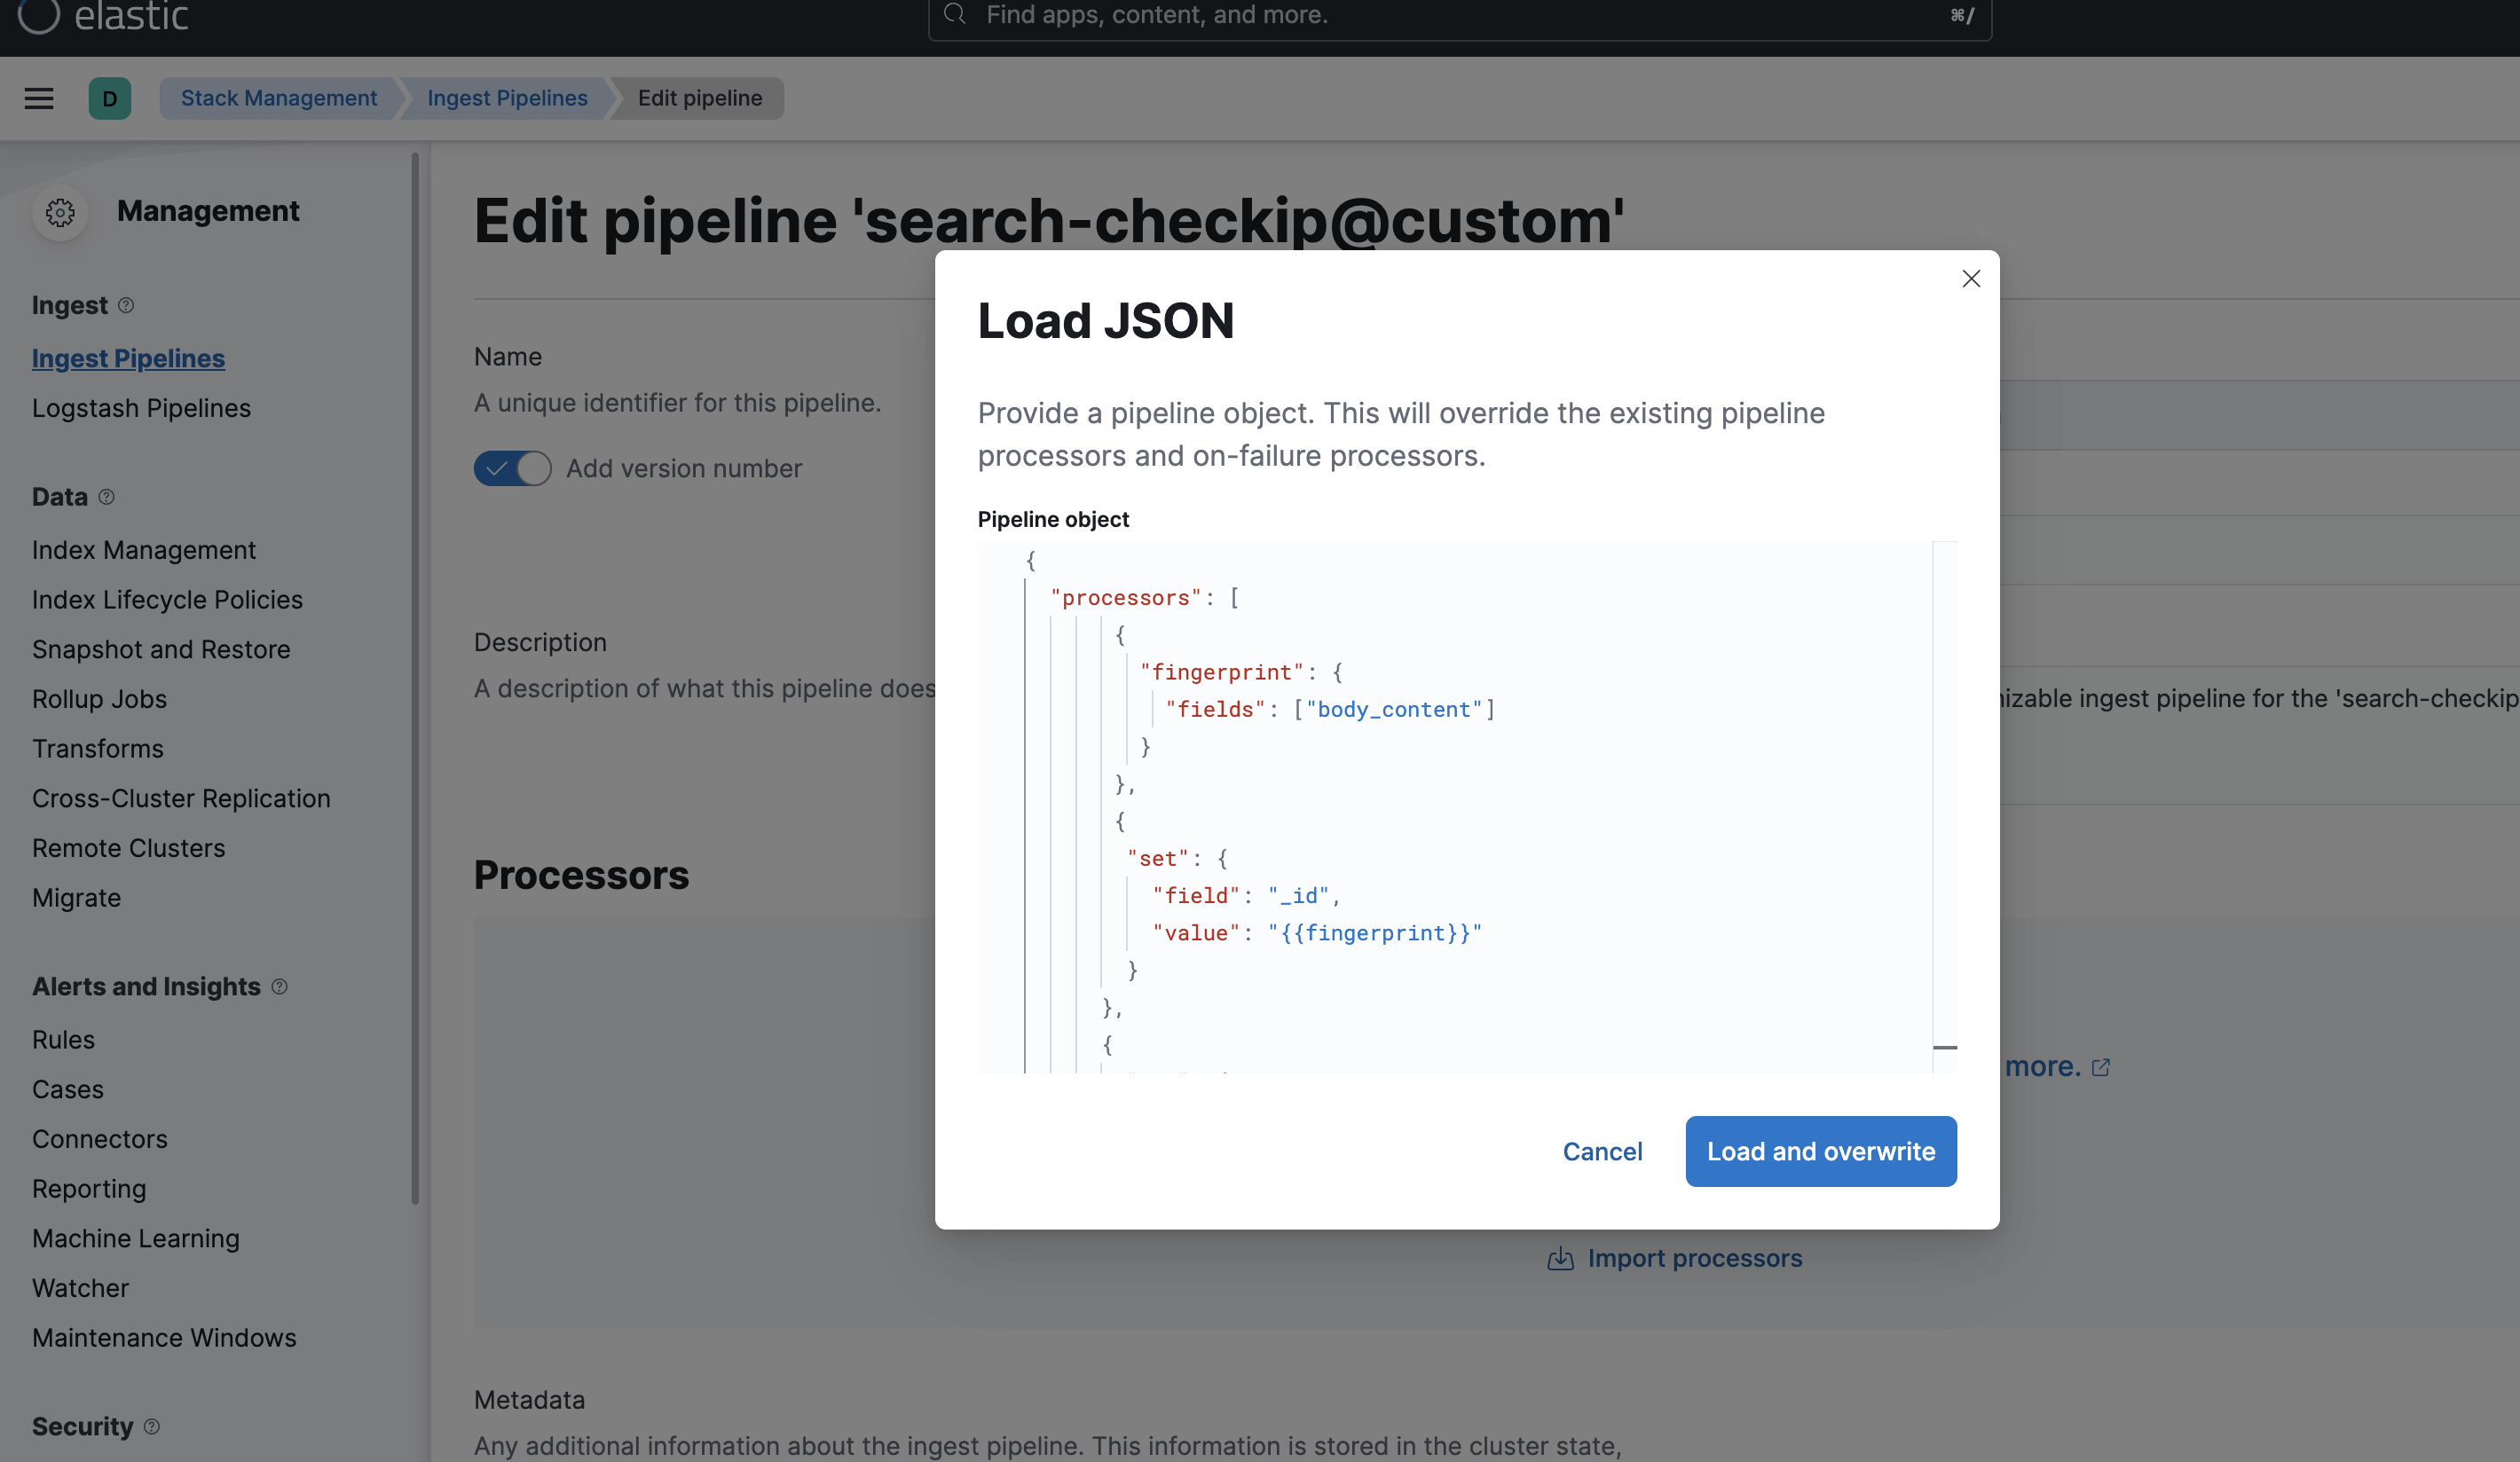 elastic
Find apps, content, and more.
⌘/
D
Stack Management
Ingest Pipelines
Edit pipeline
Management
Ingest
Ingest Pipelines
Logstash Pipelines
Data
Index Management
Index Lifecycle Policies
Snapshot and Restore
Rollup Jobs
Transforms
Cross-Cluster Replication
Remote Clusters
Migrate
Alerts and Insights
Rules
Cases
Connectors
Reporting
Machine Learning
Watcher
Maintenance Windows
Security
Edit pipeline 'search-checkip@custom'
Name
A unique identifier for this pipeline.
Add version number
Description
A description of what this pipeline does
nizable ingest pipeline for the 'search-checkip
Processors
more.
Import processors
Metadata
Any additional information about the ingest pipeline. This information is stored in the cluster state,
Load JSON
Provide a pipeline object. This will override the existing pipeline
processors and on-failure processors.
Pipeline object
{
"processors": [
{
"fingerprint": {
"fields": ["body_content"]
}
},
{
"set": {
"field": "_id",
"value": "{{fingerprint}}"
}
},
{
Cancel
Load and overwrite